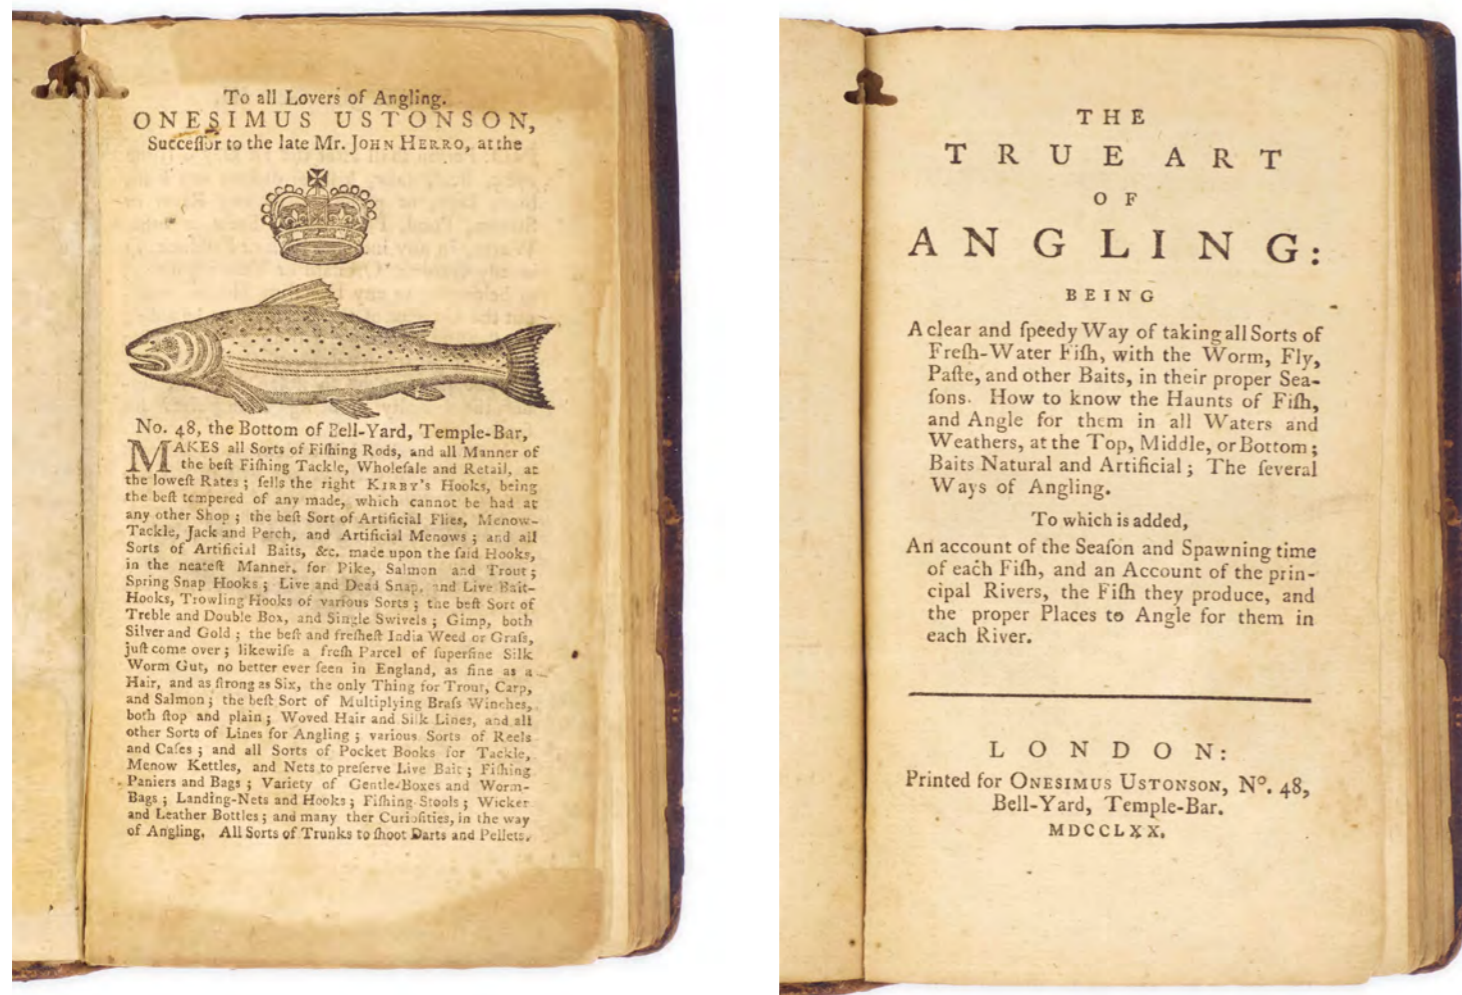 To all Lovers of Angling.
ONESIMUS USTONSON,
Succeſſor to the late Mr. JOHN HERRO, at the
No. 48, the Bottom of Bell-Yard, Temple-Bar,
MAKES all Sorts of Fiſhing Rods, and all Manner of
the beſt Fiſhing Tackle, Wholeſale and Retail, at
the loweſt Rates; ſells the right KIRBY's Hooks, being
the beſt tempered of any made, which cannot be had at
any other Shop; the beſt Sort of Artificial Flies, Menow-
Tackle, Jack and Perch, and Artificial Menows; and all
Sorts of Artificial Baits, &c. made upon the ſaid Hooks,
in the neateſt Manner, for Pike, Salmon and Trout;
Spring Snap Hooks; Live and Dead Snap, and Live Bait-
Hooks, Trowling Hooks of various Sorts; the beſt Sort of
Treble and Double Box, and Single Swivels; Gimp, both
Silver and Gold; the beſt and freſheſt India Weed or Graſs,
juſt come over; likewiſe a freſh Parcel of ſuperfine Silk
Worm Gut, no better ever ſeen in England, as fine as a
Hair, and as ſtrong as Six, the only Thing for Trout, Carp,
and Salmon; the beſt Sort of Multiplying Braſs Winches,
both ſtop and plain; Woved Hair and Silk Lines, and all
other Sorts of Lines for Angling; various Sorts of Reels
and Caſes; and all Sorts of Pocket Books for Tackle,
Menow Kettles, and Nets to preſerve Live Bait; Fiſhing
Paniers and Bags; Variety of Gentle-Boxes and Worm-
Bags; Landing-Nets and Hooks; Fiſhing-Stools; Wicker
and Leather Bottles; and many ther Curioſities, in the way
of Angling. All Sorts of Trunks to ſhoot Darts and Pellets.
THE
TRUE ART
OF
ANGLING:
BEING
A clear and ſpeedy Way of taking all Sorts of
Freſh-Water Fiſh, with the Worm, Fly,
Paſte, and other Baits, in their proper Sea-
ſons. How to know the Haunts of Fiſh,
and Angle for them in all Waters and
Weathers, at the Top, Middle, or Bottom;
Baits Natural and Artificial; The ſeveral
Ways of Angling.
To which is added,
An account of the Seaſon and Spawning time
of each Fiſh, and an Account of the prin-
cipal Rivers, the Fiſh they produce, and
the proper Places to Angle for them in
each River.
LONDON:
Printed for ONESIMUS USTONSON, Nº. 48,
Bell-Yard, Temple-Bar.
MDCCLXX.